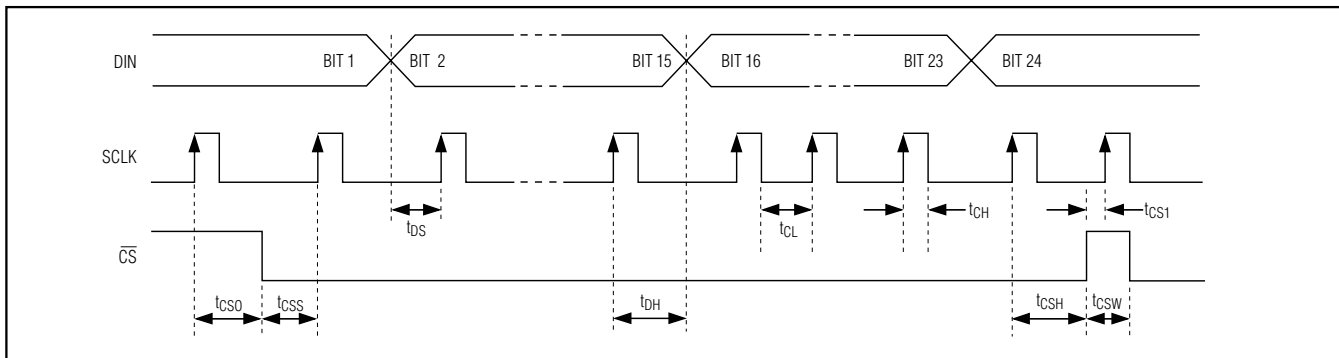 DIN
BIT 1
BIT 2
BIT 15
BIT 16
BIT 23
BIT 24
SCLK
tDS
tCL
tCH
tCS1
CS
tCSO
tCSS
tDH
tCSH
tCSW